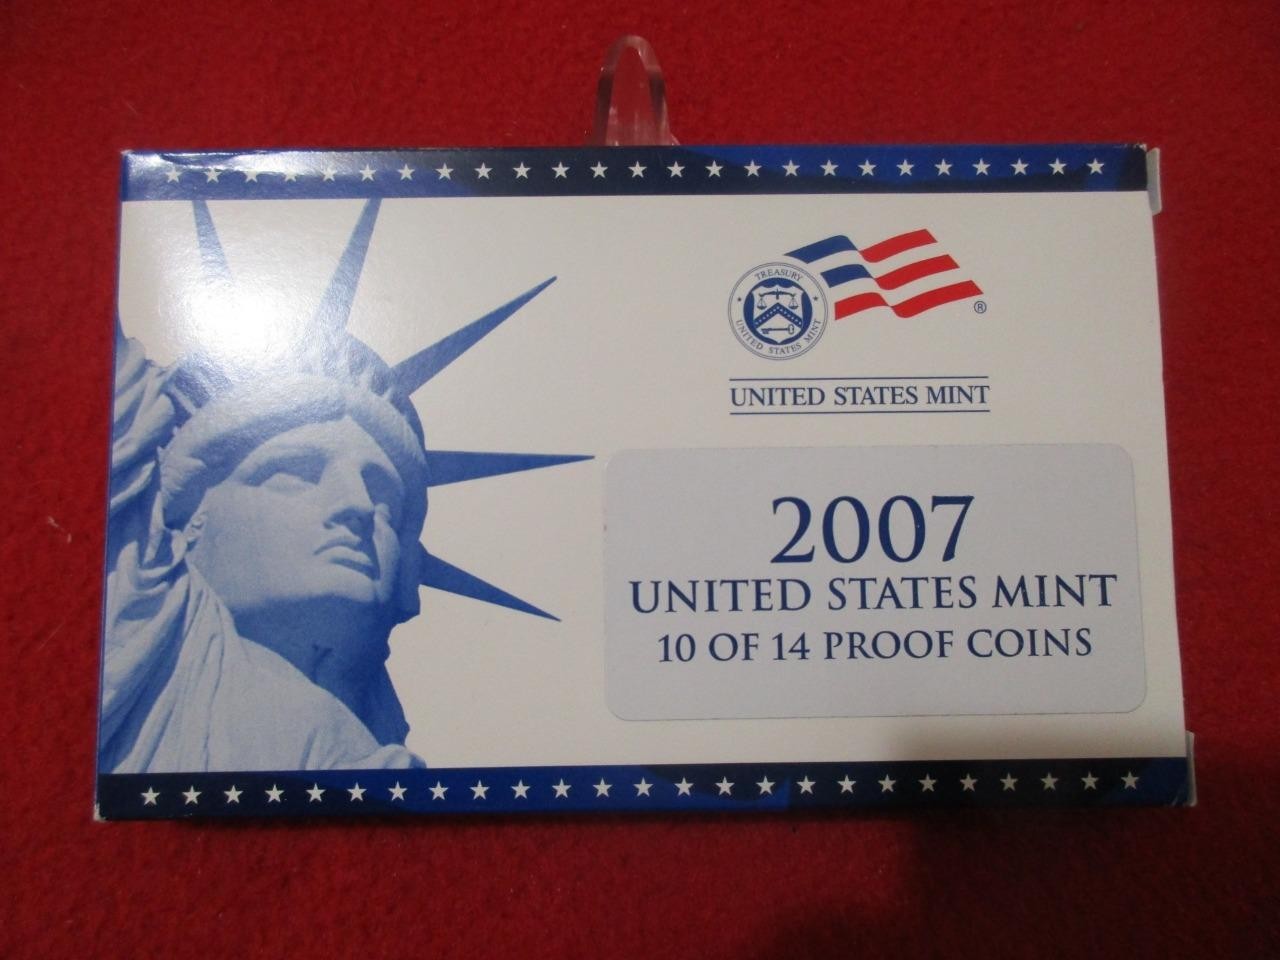 TREASURY
UNITED STATES MINT
®
UNITED STATES MINT
2007
UNITED STATES MINT
10 OF 14 PROOF COINS